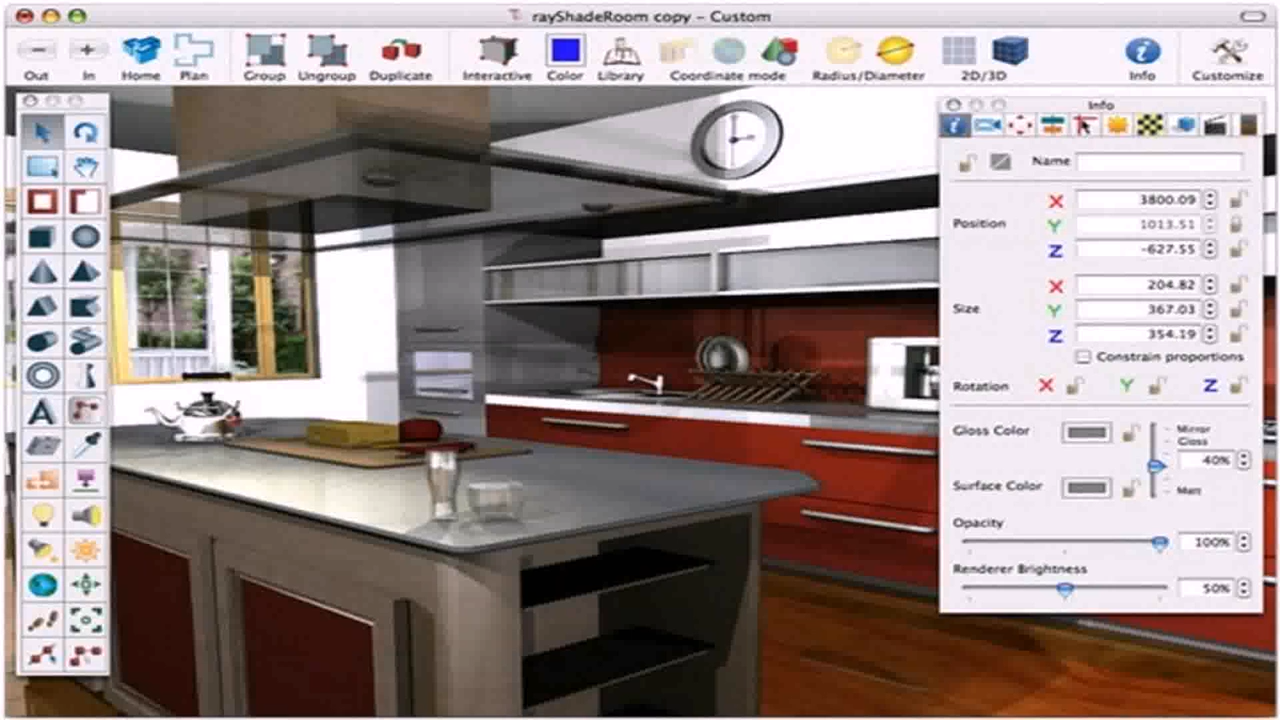 rayShadeRoom copy – Custom
Out In Home Plan Group Ungroup Duplicate Interactive Color Library Coordinate mode Radius/Diameter 2D/3D Info Customize
Info
Name
X 3800.09
Position Y 1013.51
Z -627.55
X 204.82
Size Y 367.03
Z 354.19
Constrain proportions
Rotation X Y Z
Gloss Color Mirror
Gloss
40%
Surface Color Matt
Opacity
100%
Renderer Brightness
50%